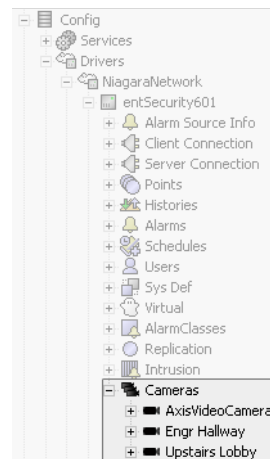 Config
Services
Drivers
NiagaraNetwork
entSecurity601
Alarm Source Info
Client Connection
Server Connection
Points
Histories
Alarms
Schedules
Users
Sys Def
Virtual
AlarmClasses
Replication
Intrusion
Cameras
AxisVideoCamera
Engr Hallway
Upstairs Lobby